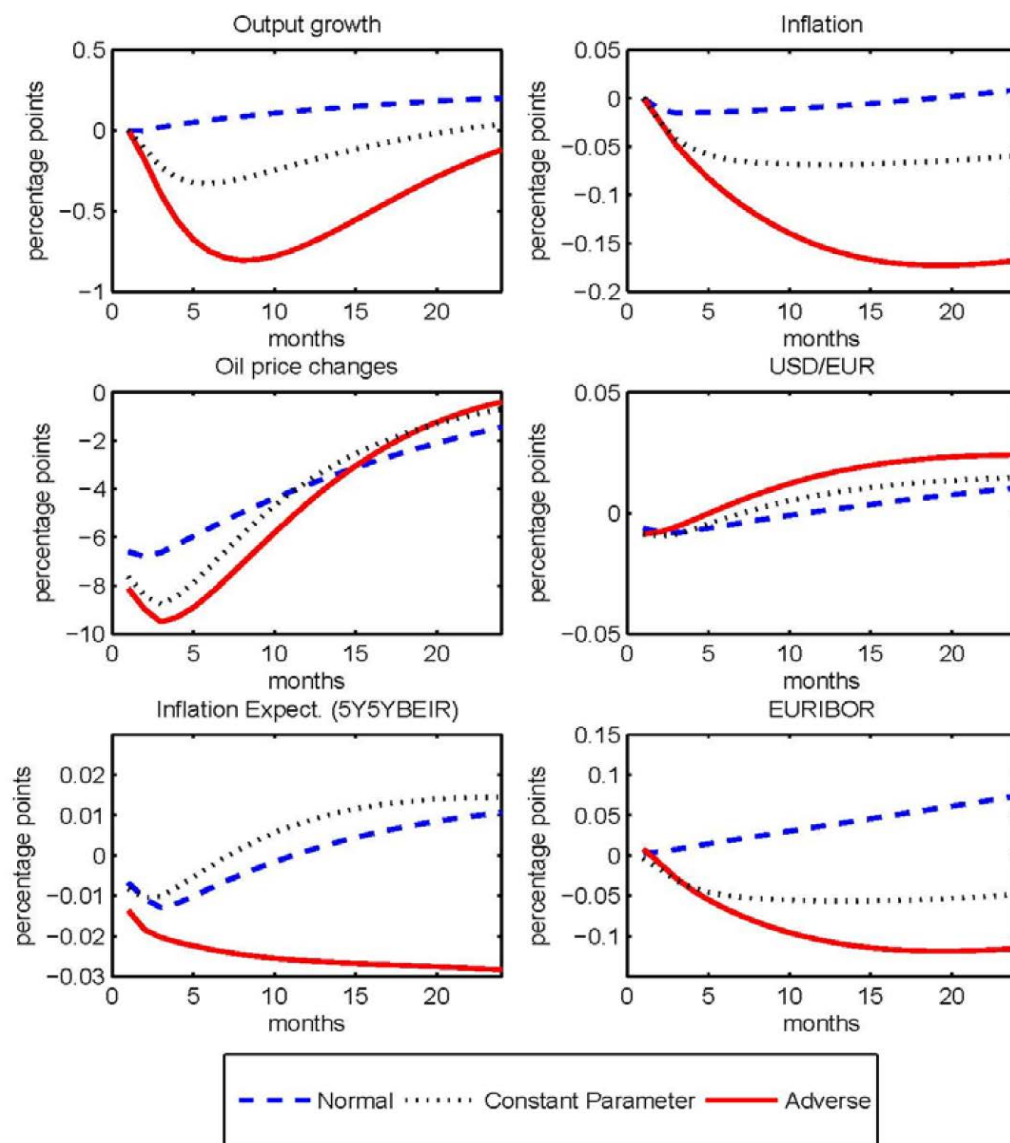 Output growth
percentage points
0.5
0
−0.5
−1
0 5 10 15 20
months
Inflation
percentage points
0.05
0
−0.05
−0.1
−0.15
−0.2
0 5 10 15 20
months
Oil price changes
percentage points
0
−2
−4
−6
−8
−10
0 5 10 15 20
months
USD/EUR
percentage points
0.05
0
−0.05
0 5 10 15 20
months
Inflation Expect. (5Y5YBEIR)
percentage points
0.02
0.01
0
−0.01
−0.02
−0.03
0 5 10 15 20
months
EURIBOR
percentage points
0.15
0.1
0.05
0
−0.05
−0.1
0 5 10 15 20
months
Normal Constant Parameter Adverse